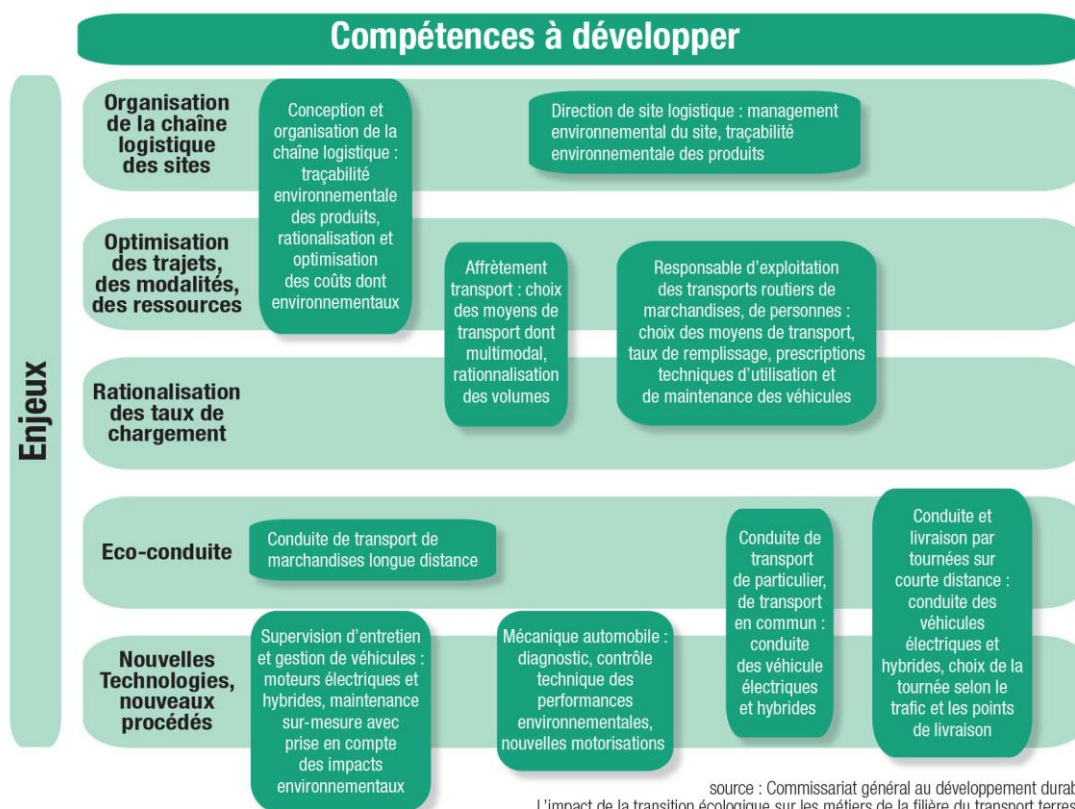 Compétences à développer
Enjeux
Organisation
de la chaîne
logistique
des sites
Conception et
organisation de la
chaîne logistique :
traçabilité
environnementale
des produits,
rationalisation et
optimisation
des coûts dont
environnementaux
Direction de site logistique : management
environnemental du site, traçabilité
environnementale des produits
Optimisation
des trajets,
des modalités,
des ressources
Affrètement
transport : choix
des moyens de
transport dont
multimodal,
rationnalisation
des volumes
Responsable d’exploitation
des transports routiers de
marchandises, de personnes :
choix des moyens de transport,
taux de remplissage, prescriptions
techniques d’utilisation et
de maintenance des véhicules
Rationalisation
des taux de
chargement
Eco-conduite
Conduite de transport de
marchandises longue distance
Conduite de
transport
de particulier,
de transport
en commun :
conduite
des véhicule
électriques
et hybrides
Conduite et
livraison par
tournées sur
courte distance :
conduite des
véhicules
électriques et
hybrides, choix de la
tournée selon le
trafic et les points
de livraison
Nouvelles
Technologies,
nouveaux
procédés
Supervision d’entretien
et gestion de véhicules :
moteurs électriques et
hybrides, maintenance
sur-mesure avec
prise en compte
des impacts
environnementaux
Mécanique automobile :
diagnostic, contrôle
technique des
performances
environnementales,
nouvelles motorisations
source : Commissariat général au développement durab
L’impact de la transition écologique sur les métiers de la filière du transport terres